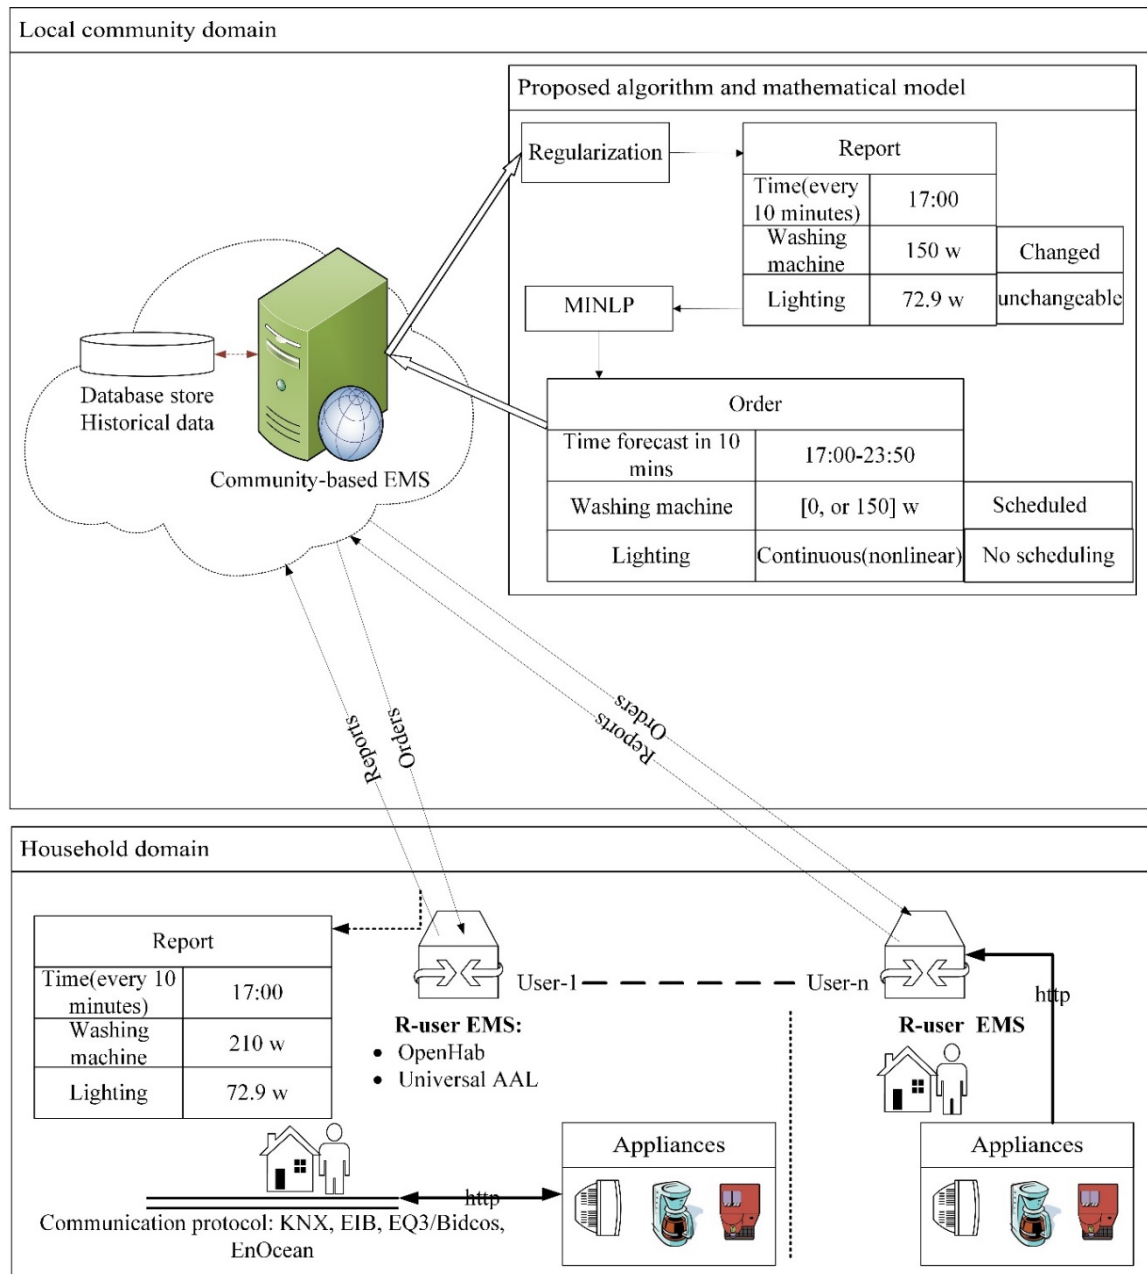 Local community domain
Proposed algorithm and mathematical model
Regularization
Report
Time(every
10 minutes)
17:00
Washing
machine
150 w
Changed
Lighting
72.9 w
unchangeable
MINLP
Order
Time forecast in 10
mins
17:00-23:50
Washing machine
[0, or 150] w
Scheduled
Lighting
Continuous(nonlinear)
No scheduling
Database store
Historical data
Community-based EMS
Reports
Orders
Orders
Reports
Household domain
Report
Time(every 10
minutes)
17:00
Washing
machine
210 w
Lighting
72.9 w
User-1
User-n
http
R-user EMS:
• OpenHab
• Universal AAL
R-user EMS
Appliances
Appliances
http
Communication protocol: KNX, EIB, EQ3/Bidcos,
EnOcean